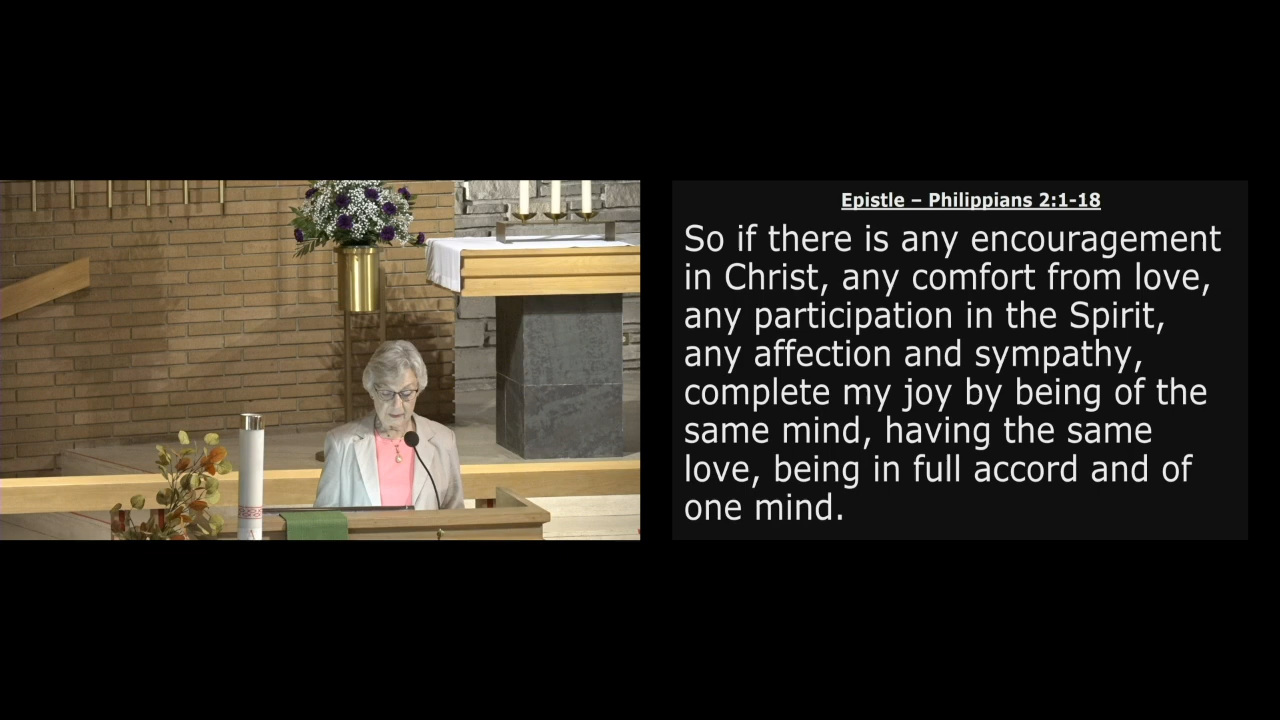 Epistle – Philippians 2:1-18
So if there is any encouragement
in Christ, any comfort from love,
any participation in the Spirit,
any affection and sympathy,
complete my joy by being of the
same mind, having the same
love, being in full accord and of
one mind.